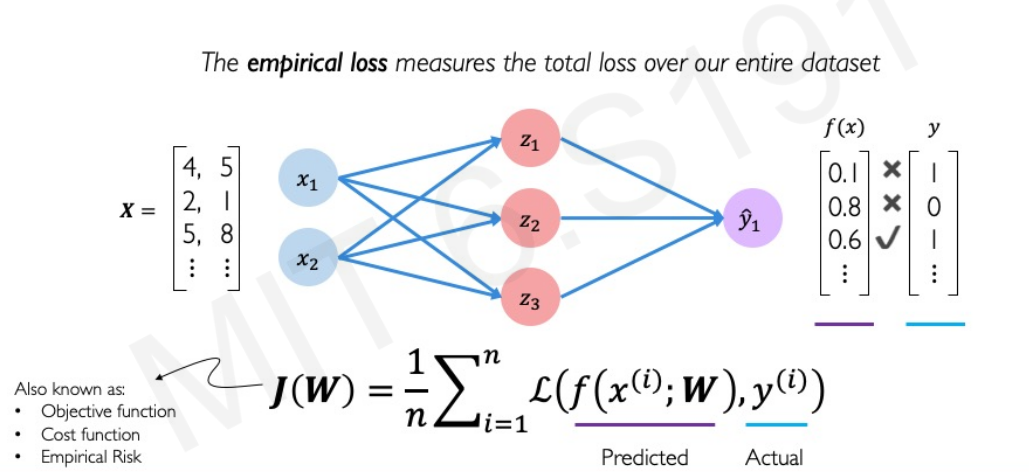 The empirical loss measures the total loss over our entire dataset
f(x) y
X = [4, 5
2, 1
5, 8
⋮ ⋮]
x₁
x₂
z₁
z₂
z₃
ŷ₁
[0.1
0.8
0.6
⋮]
✖
✖
✓
[1
0
1
⋮]
J(W) = 1/n ∑ᵢ₌₁ⁿ ℒ(f(x⁽ⁱ⁾; W), y⁽ⁱ⁾)
Predicted Actual
Also known as:
• Objective function
• Cost function
• Empirical Risk
MIT 6.S191